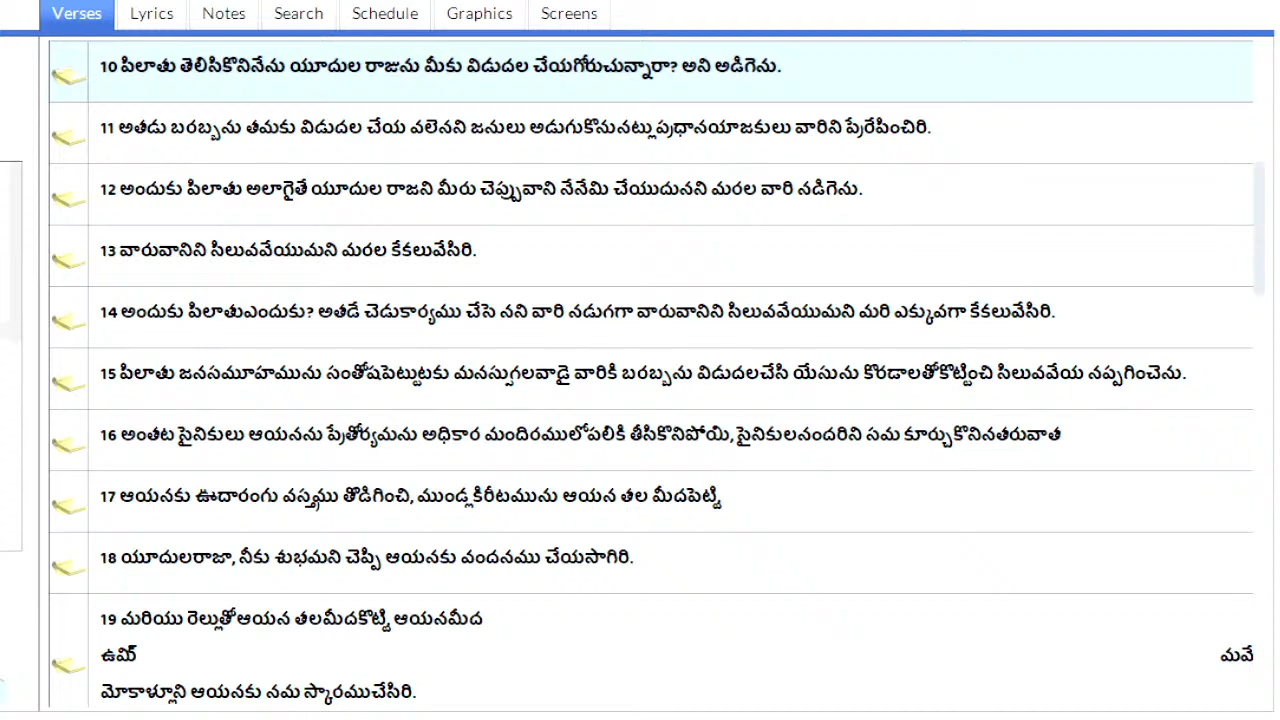 Verses Lyrics Notes Search Schedule Graphics Screens
10 పిలాతు తెలిసికొనినేను యూదుల రాజును మీకు విడుదల చేయగోరుచున్నారా? అని అడిగెను.
11 అతడు బరబ్బను తమకు విడుదల చేయ వలెనని జనులు అడుగుకొనునట్లుప్రధానయాజకులు వారిని ప్రేరేపించిరి.
12 అందుకు పిలాతు అలాగైతే యూదుల రాజని మీరు చెప్పువాని నేనేమి చేయుదునని మరల వారి నడిగెను.
13 వారువానిని సిలువవేయుమని మరల కేకలువేసిరి.
14 అందుకు పిలాతుఎందుకు? అతడే చెడుకార్యము చేసె నని వారి నడుగగా వారువానిని సిలువవేయుమని మరి ఎక్కువగా కేకలువేసిరి.
15 పిలాతు జనసమూహమును సంతోషపెట్టుటకు మనస్సుగలవాడై వారికి బరబ్బను విడుదలచేసి యేసును కొరడాలతోకొట్టించి సిలువవేయ నప్పగించెను.
16 అంతట సైనికులు ఆయనను ప్రేతోర్యమను అధికార మందిరములోపలికి తీసికొనిపోయి, సైనికులనందరిని సమ కూర్చుకొనినతరువాత
17 ఆయనకు ఊదారంగు వస్త్రము తొడిగించి, ముండ్లకిరీటమును ఆయన తల మీదపెట్టి
18 యూదులరాజా, నీకు శుభమని చెప్పి ఆయనకు వందనము చేయసాగిరి.
19 మరియు రెల్లుతోఆయన తలమీదకొట్టి ఆయనమీద
ఉమి్ మవే
మోకాళ్లూని ఆయనకు నమ స్కారముచేసిరి.